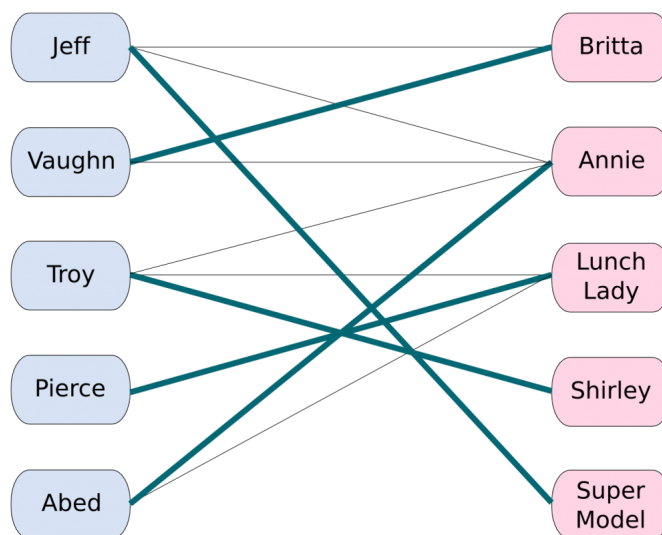 Jeff
Britta
Vaughn
Annie
Troy
Lunch
Lady
Pierce
Shirley
Abed
Super
Model